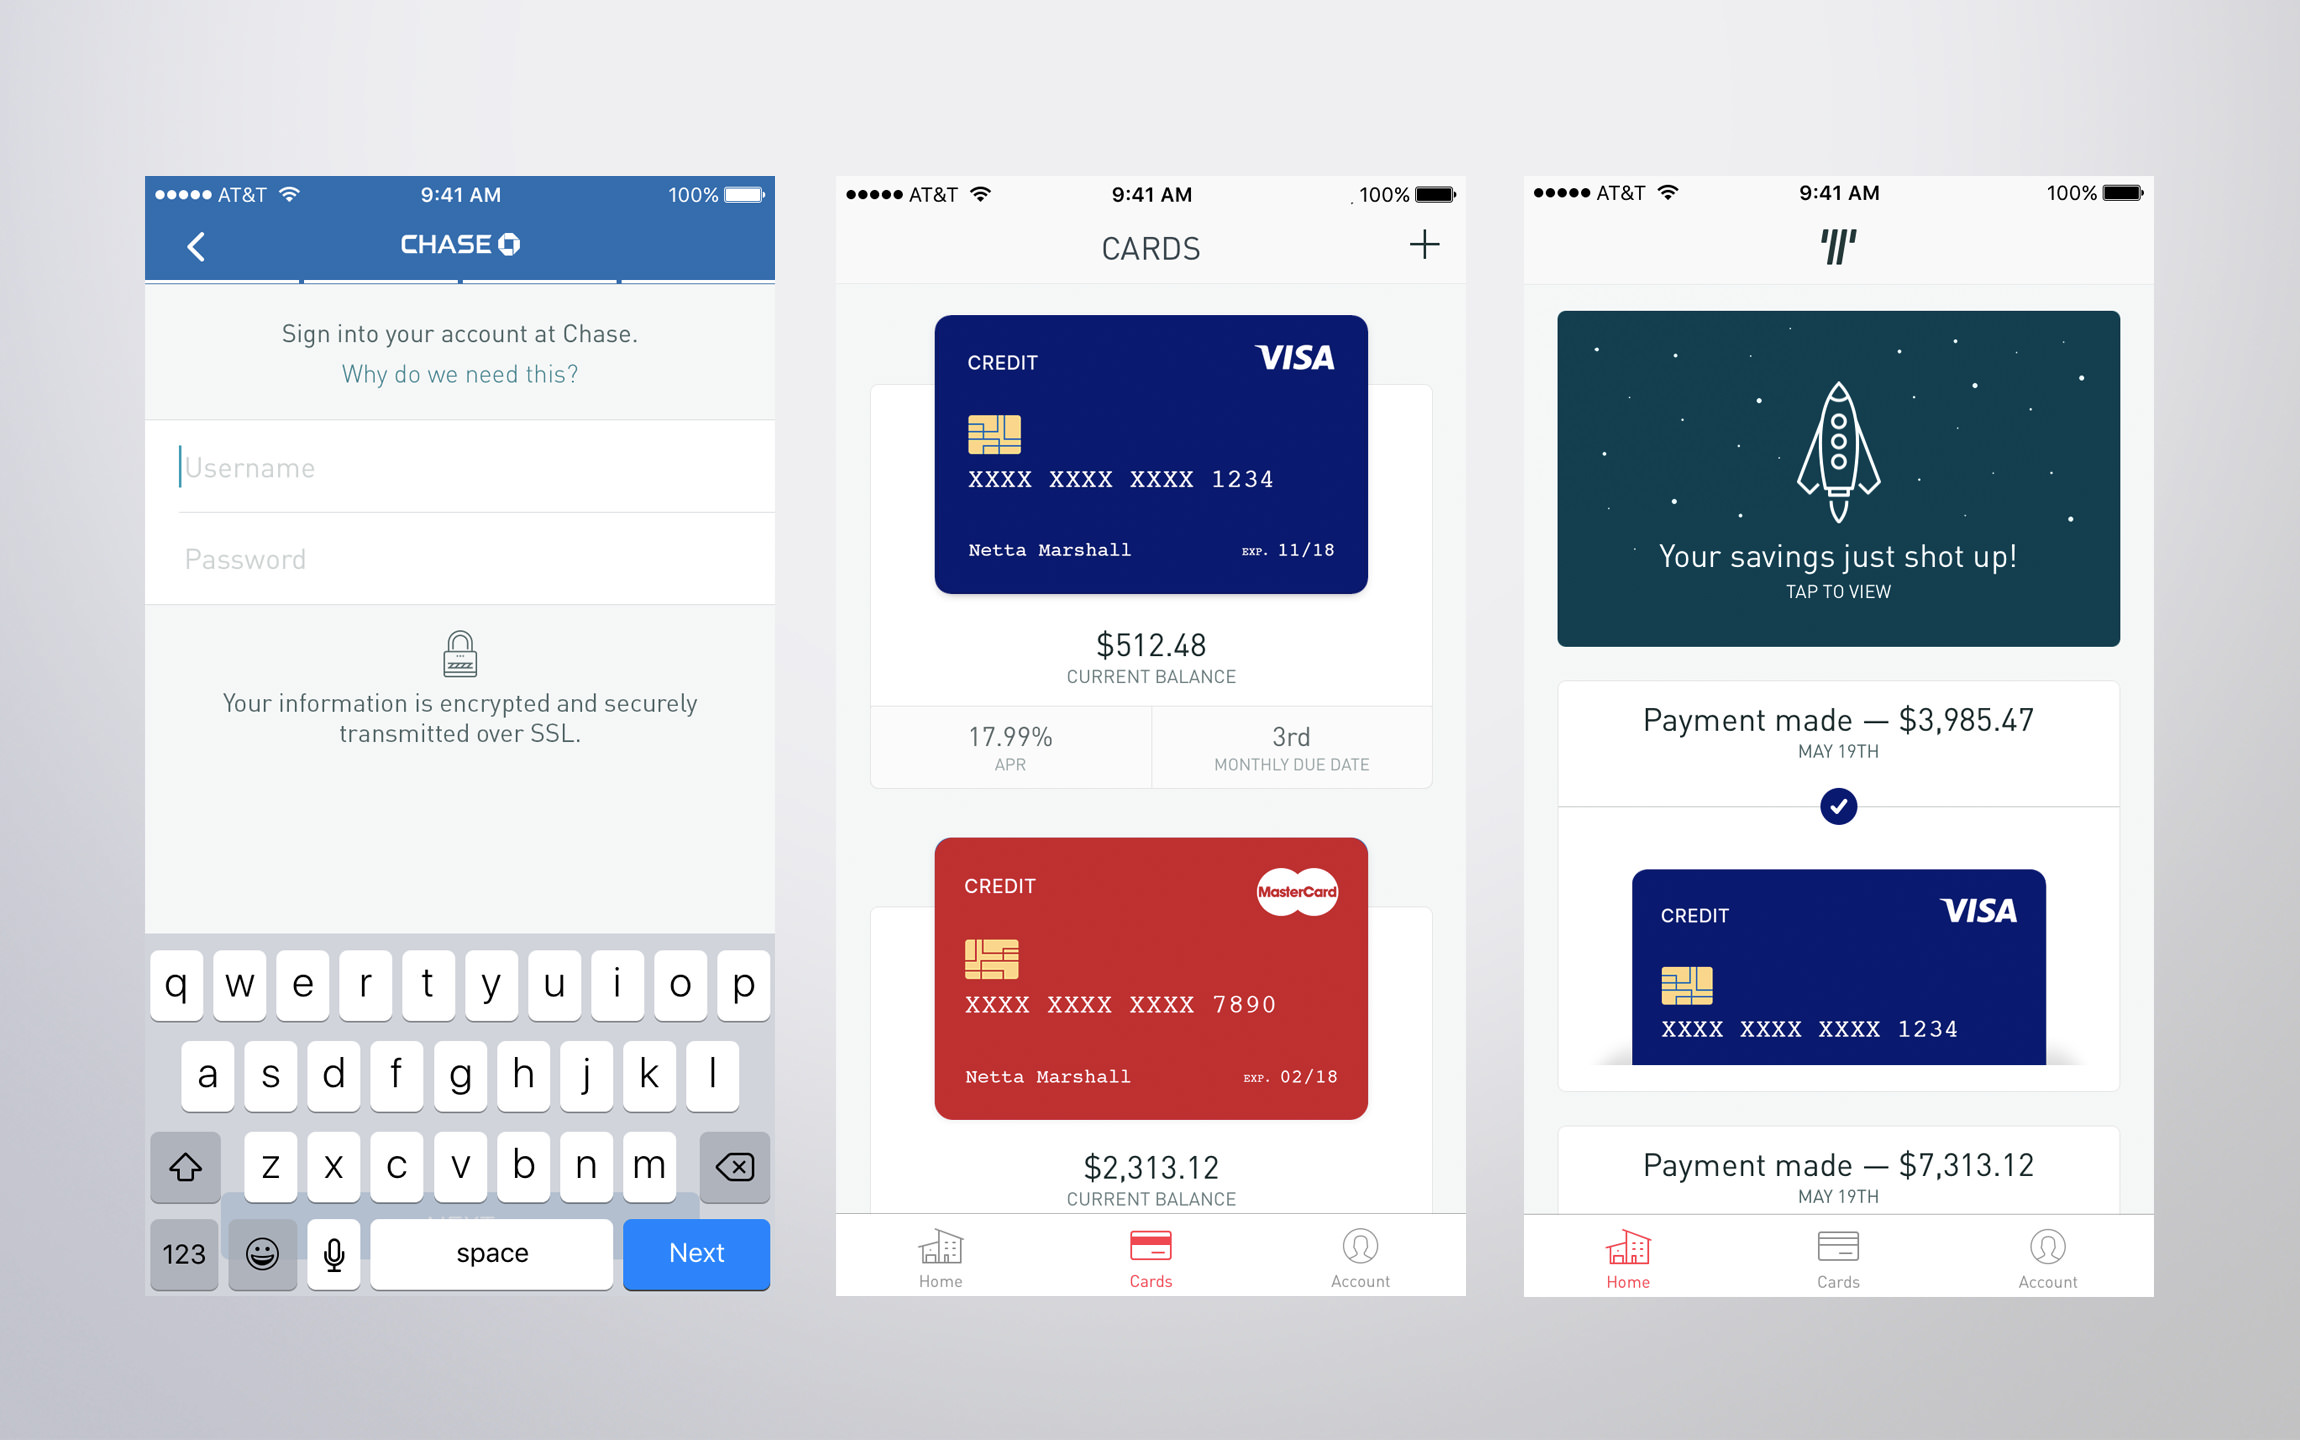 AT&T 9:41 AM 100%
CHASE
Sign into your account at Chase.
Why do we need this?
Username
Password
Your information is encrypted and securely
transmitted over SSL.
q w e r t y u i o p
a s d f g h j k l
z x c v b n m
NEXT
123 space Next
AT&T 9:41 AM 100%
CARDS
CREDIT VISA
XXXX XXXX XXXX 1234
Netta Marshall EXP. 11/18
$512.48
CURRENT BALANCE
17.99% 3rd
APR MONTHLY DUE DATE
CREDIT MasterCard
XXXX XXXX XXXX 7890
Netta Marshall EXP. 02/18
$2,313.12
CURRENT BALANCE
Home Cards Account
AT&T 9:41 AM 100%
Your savings just shot up!
TAP TO VIEW
Payment made — $3,985.47
MAY 19TH
CREDIT VISA
XXXX XXXX XXXX 1234
Payment made — $7,313.12
MAY 19TH
Home Cards Account